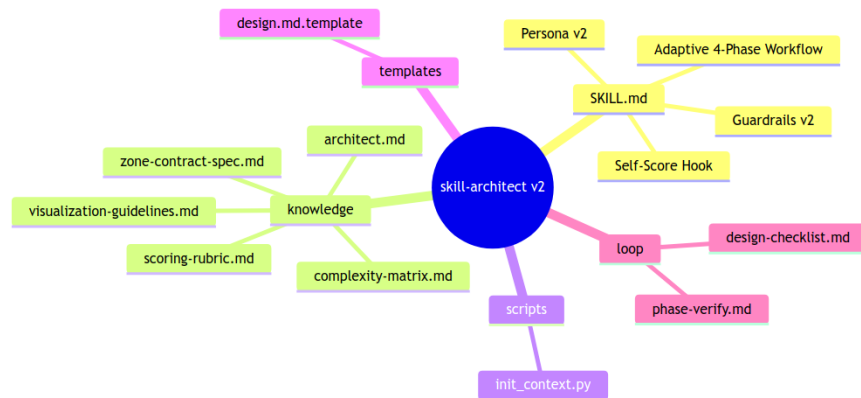 design.md.template
templates
Persona v2
Adaptive 4-Phase Workflow
SKILL.md
Guardrails v2
Self-Score Hook
skill-architect v2
architect.md
zone-contract-spec.md
visualization-guidelines.md
knowledge
scoring-rubric.md
complexity-matrix.md
loop
design-checklist.md
phase-verify.md
scripts
init_context.py